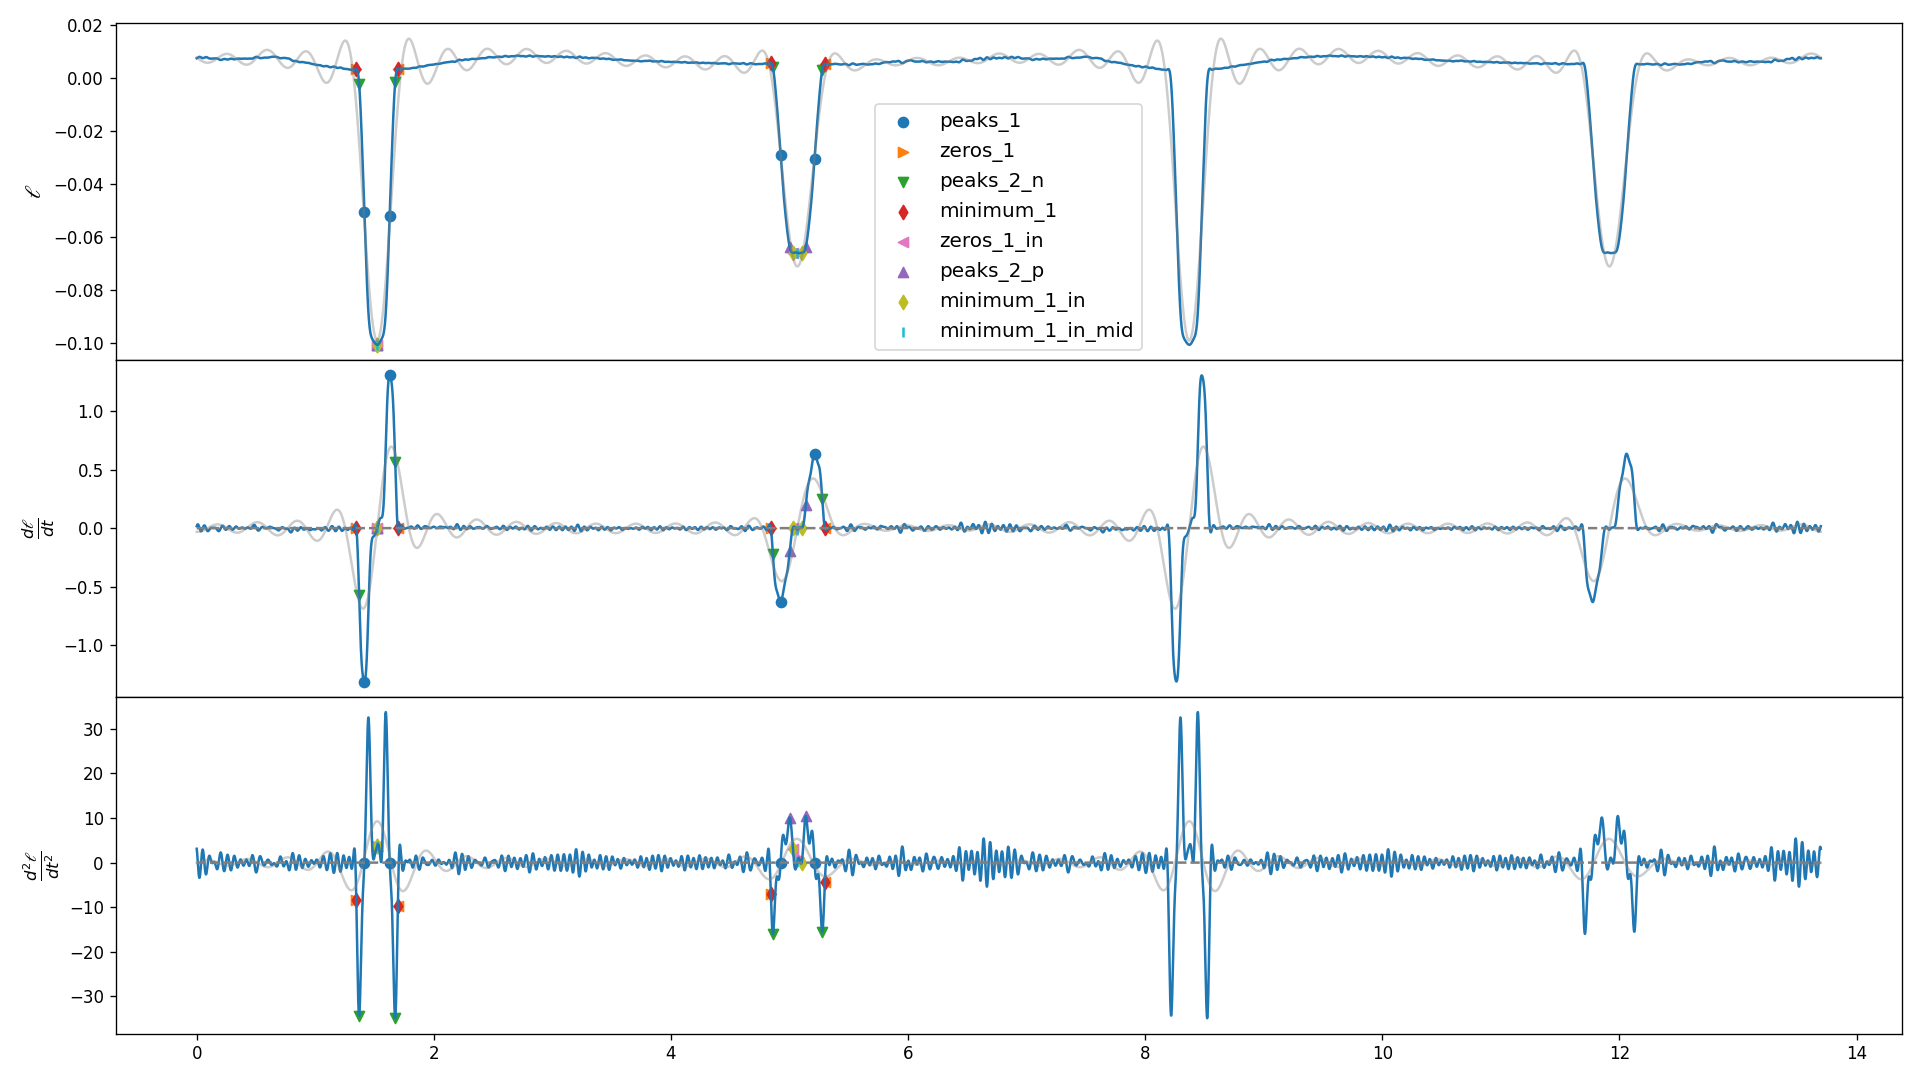 0.02
0.00
−0.02
−0.04
−0.06
−0.08
−0.10
ℓ
peaks_1
zeros_1
peaks_2_n
minimum_1
zeros_1_in
peaks_2_p
minimum_1_in
minimum_1_in_mid
1.0
0.5
0.0
−0.5
−1.0
dℓ/dt
30
20
10
0
−10
−20
−30
d²ℓ/dt²
0 2 4 6 8 10 12 14